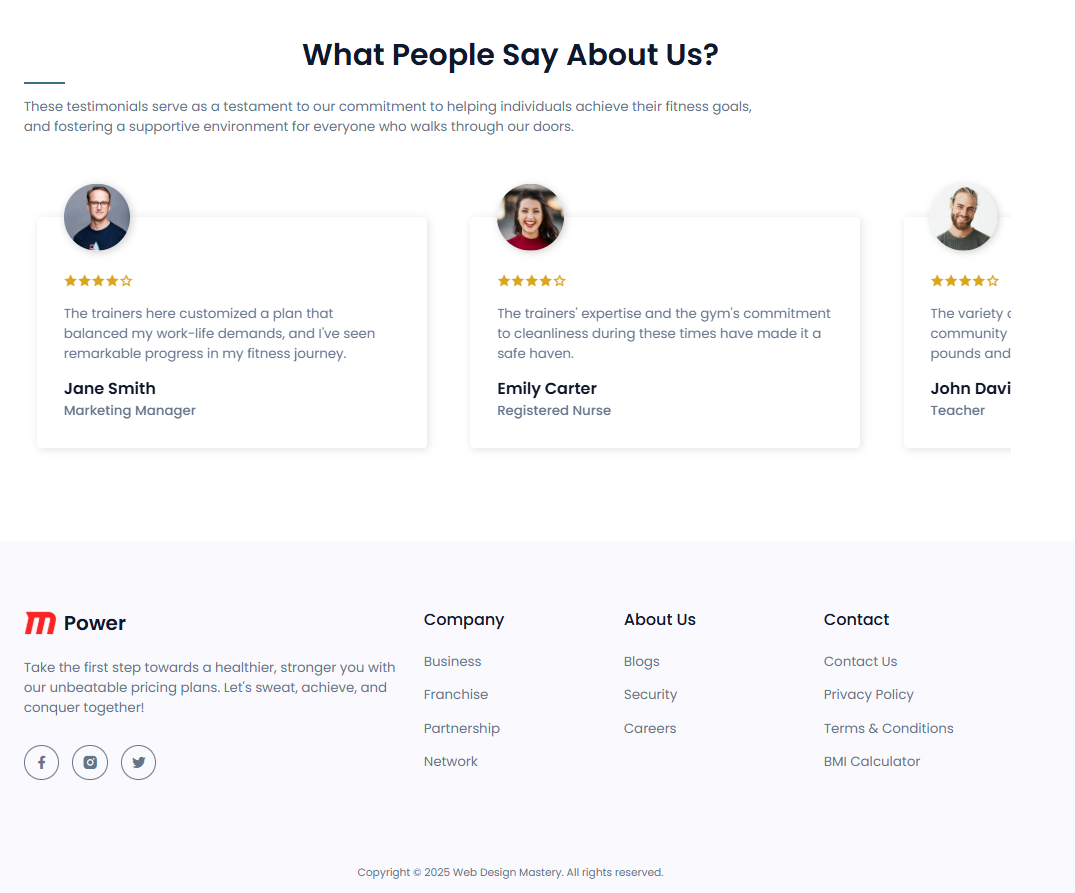 What People Say About Us?
These testimonials serve as a testament to our commitment to helping individuals achieve their fitness goals,
and fostering a supportive environment for everyone who walks through our doors.
The trainers here customized a plan that
balanced my work-life demands, and I've seen
remarkable progress in my fitness journey.
Jane Smith
Marketing Manager
The trainers' expertise and the gym's commitment
to cleanliness during these times have made it a
safe haven.
Emily Carter
Registered Nurse
The variety
community
pounds and
John Davi
Teacher
m Power
Take the first step towards a healthier, stronger you with
our unbeatable pricing plans. Let's sweat, achieve, and
conquer together!
Company
Business
Franchise
Partnership
Network
About Us
Blogs
Security
Careers
Contact
Contact Us
Privacy Policy
Terms & Conditions
BMI Calculator
Copyright © 2025 Web Design Mastery. All rights reserved.